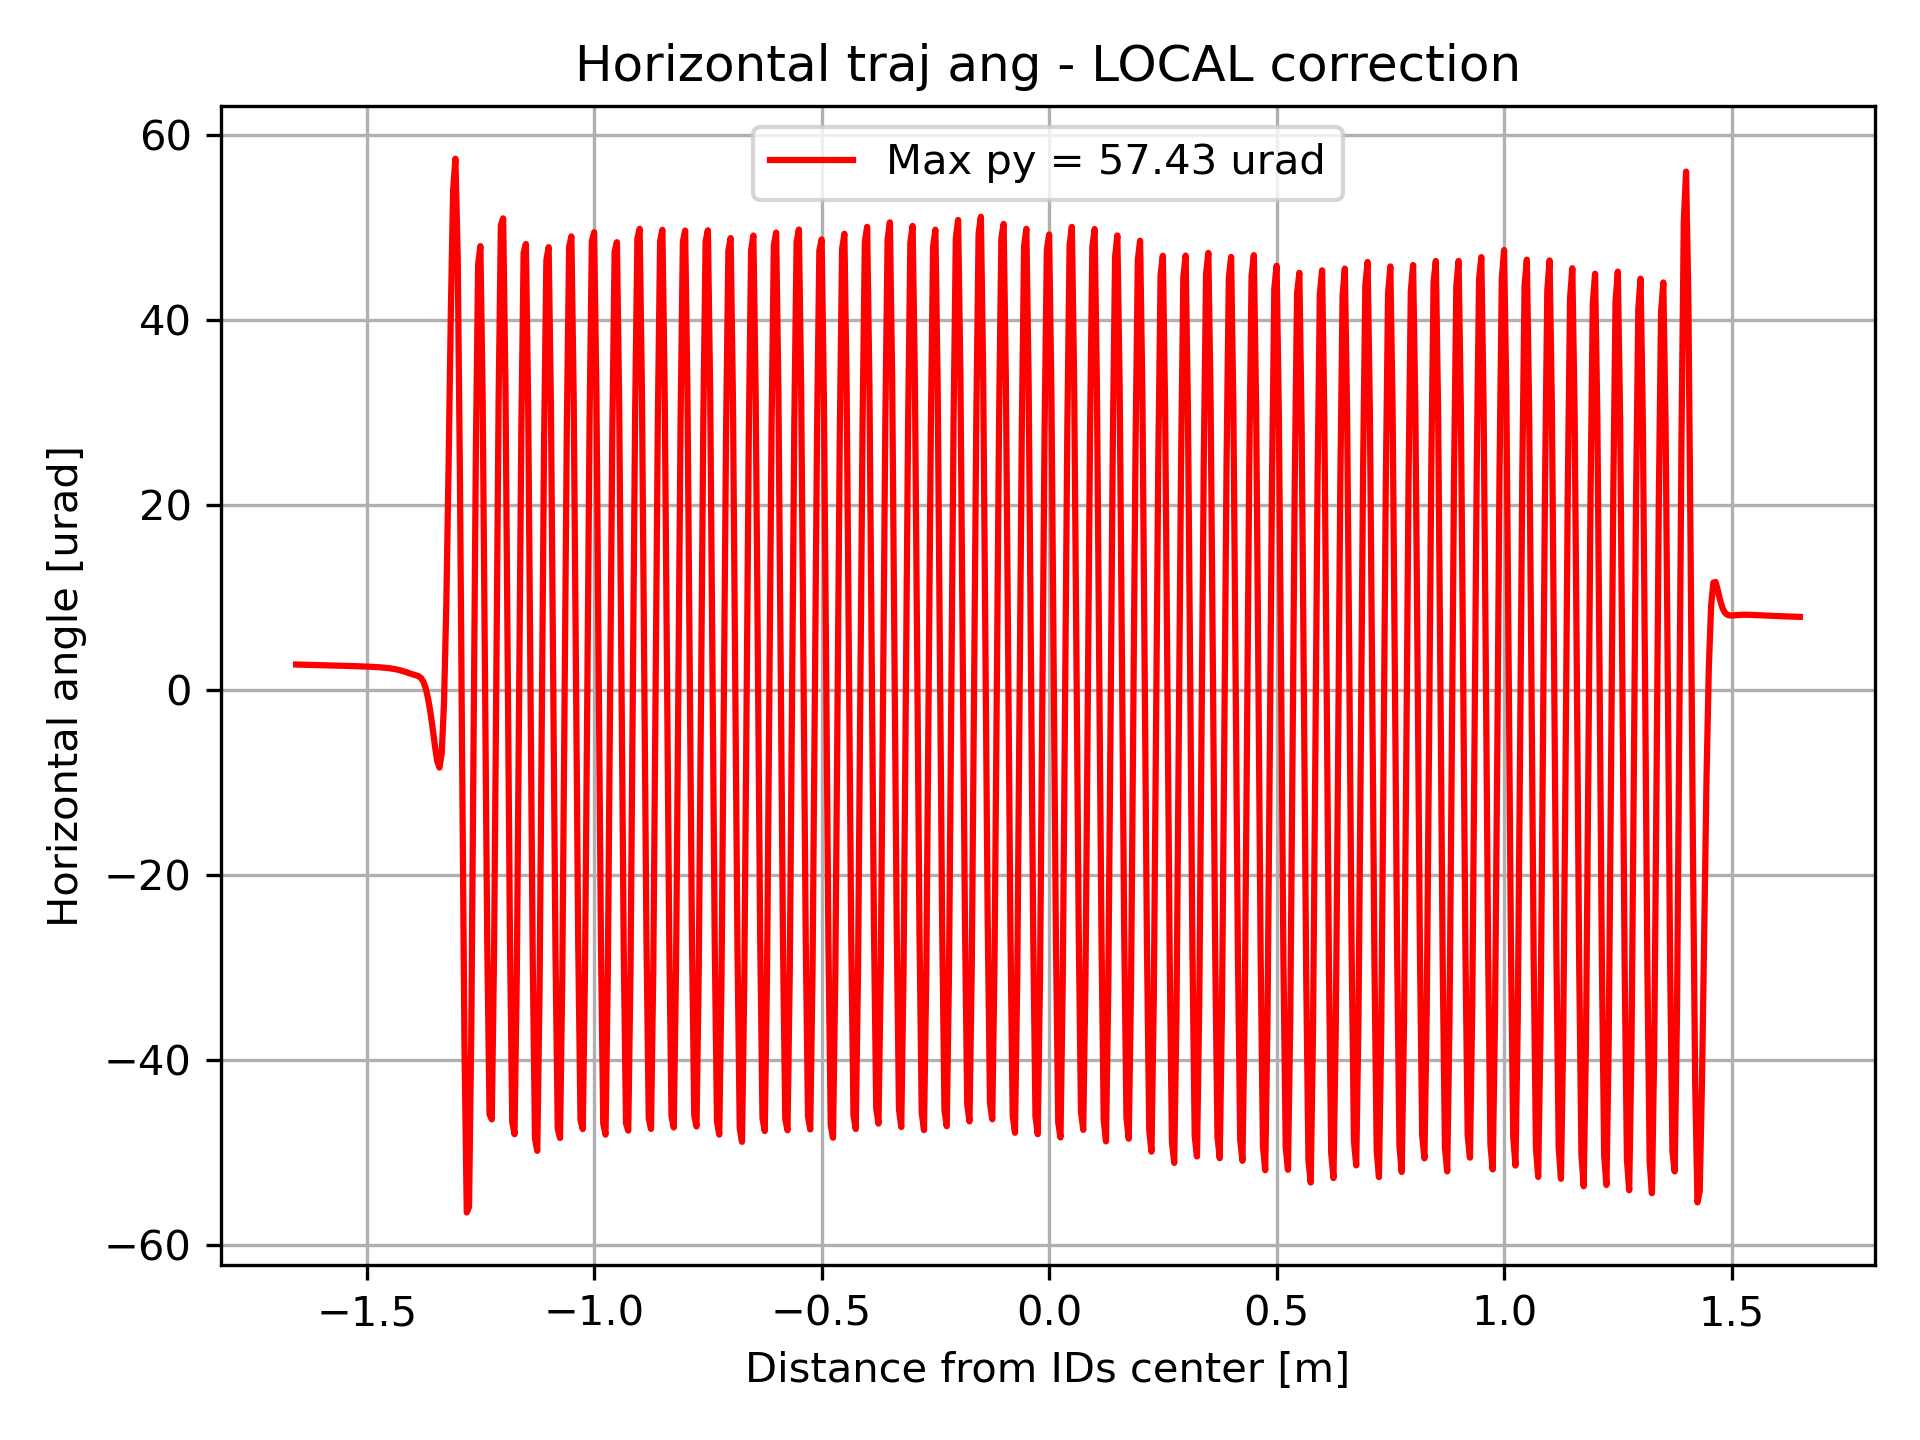 Horizontal traj ang - LOCAL correction
Max py = 57.43 urad
60
40
20
0
−20
−40
−60
Horizontal angle [urad]
−1.5 −1.0 −0.5 0.0 0.5 1.0 1.5
Distance from IDs center [m]